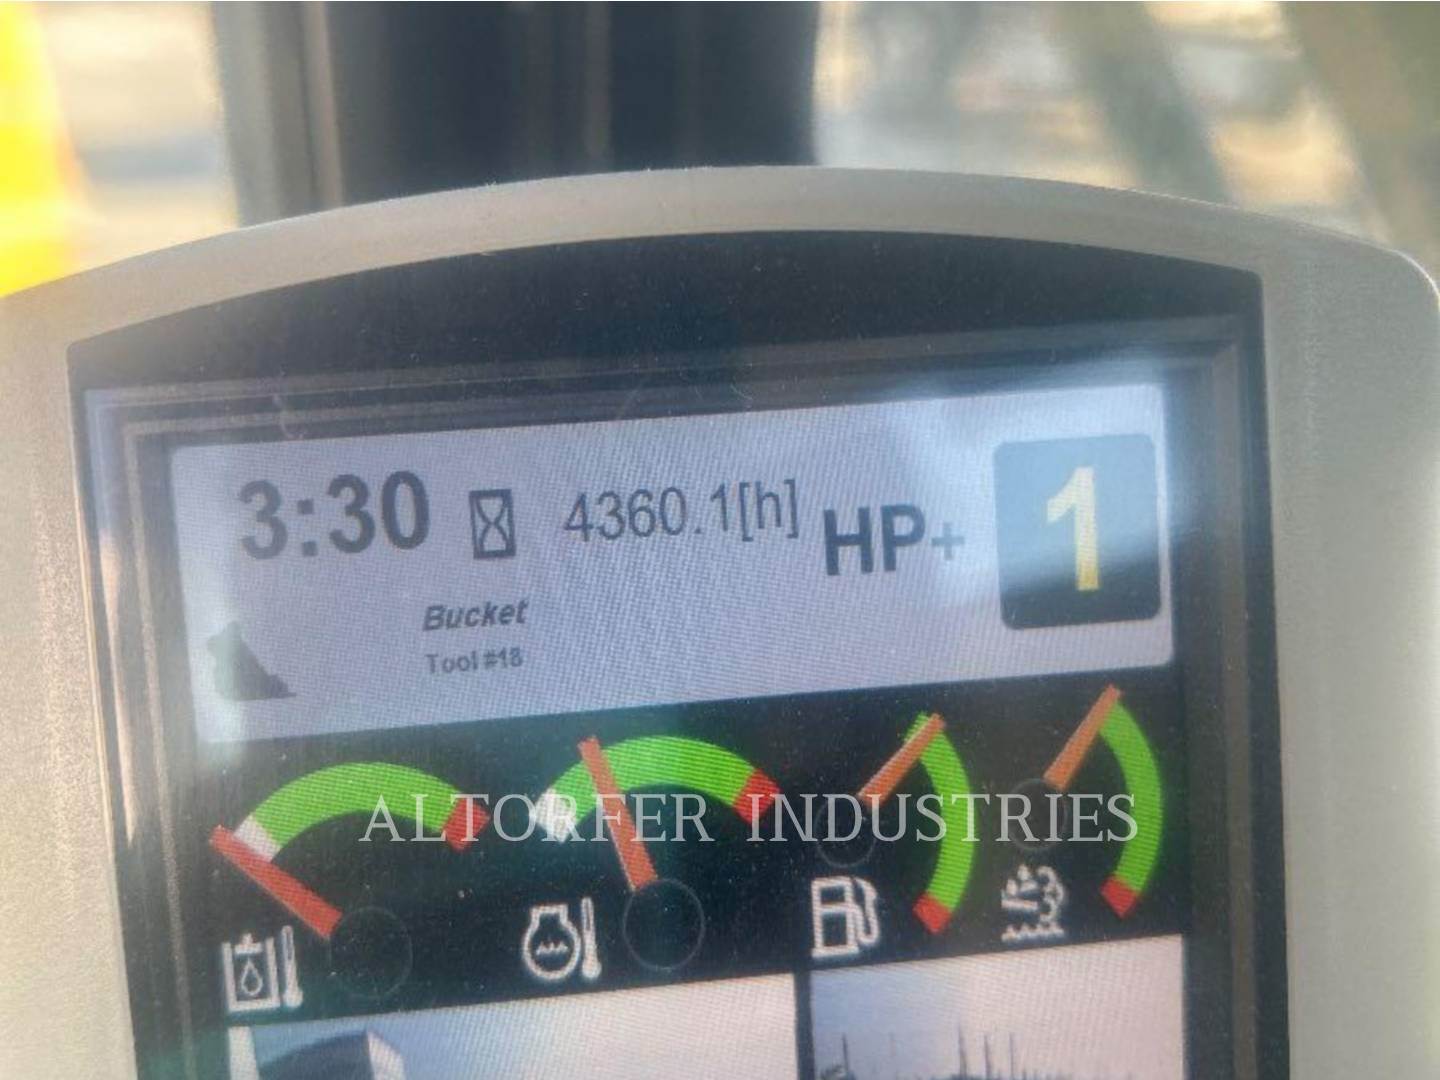 3:30 4360.1[h] HP+ 1
Bucket
Tool #18
ALTORFER INDUSTRIES